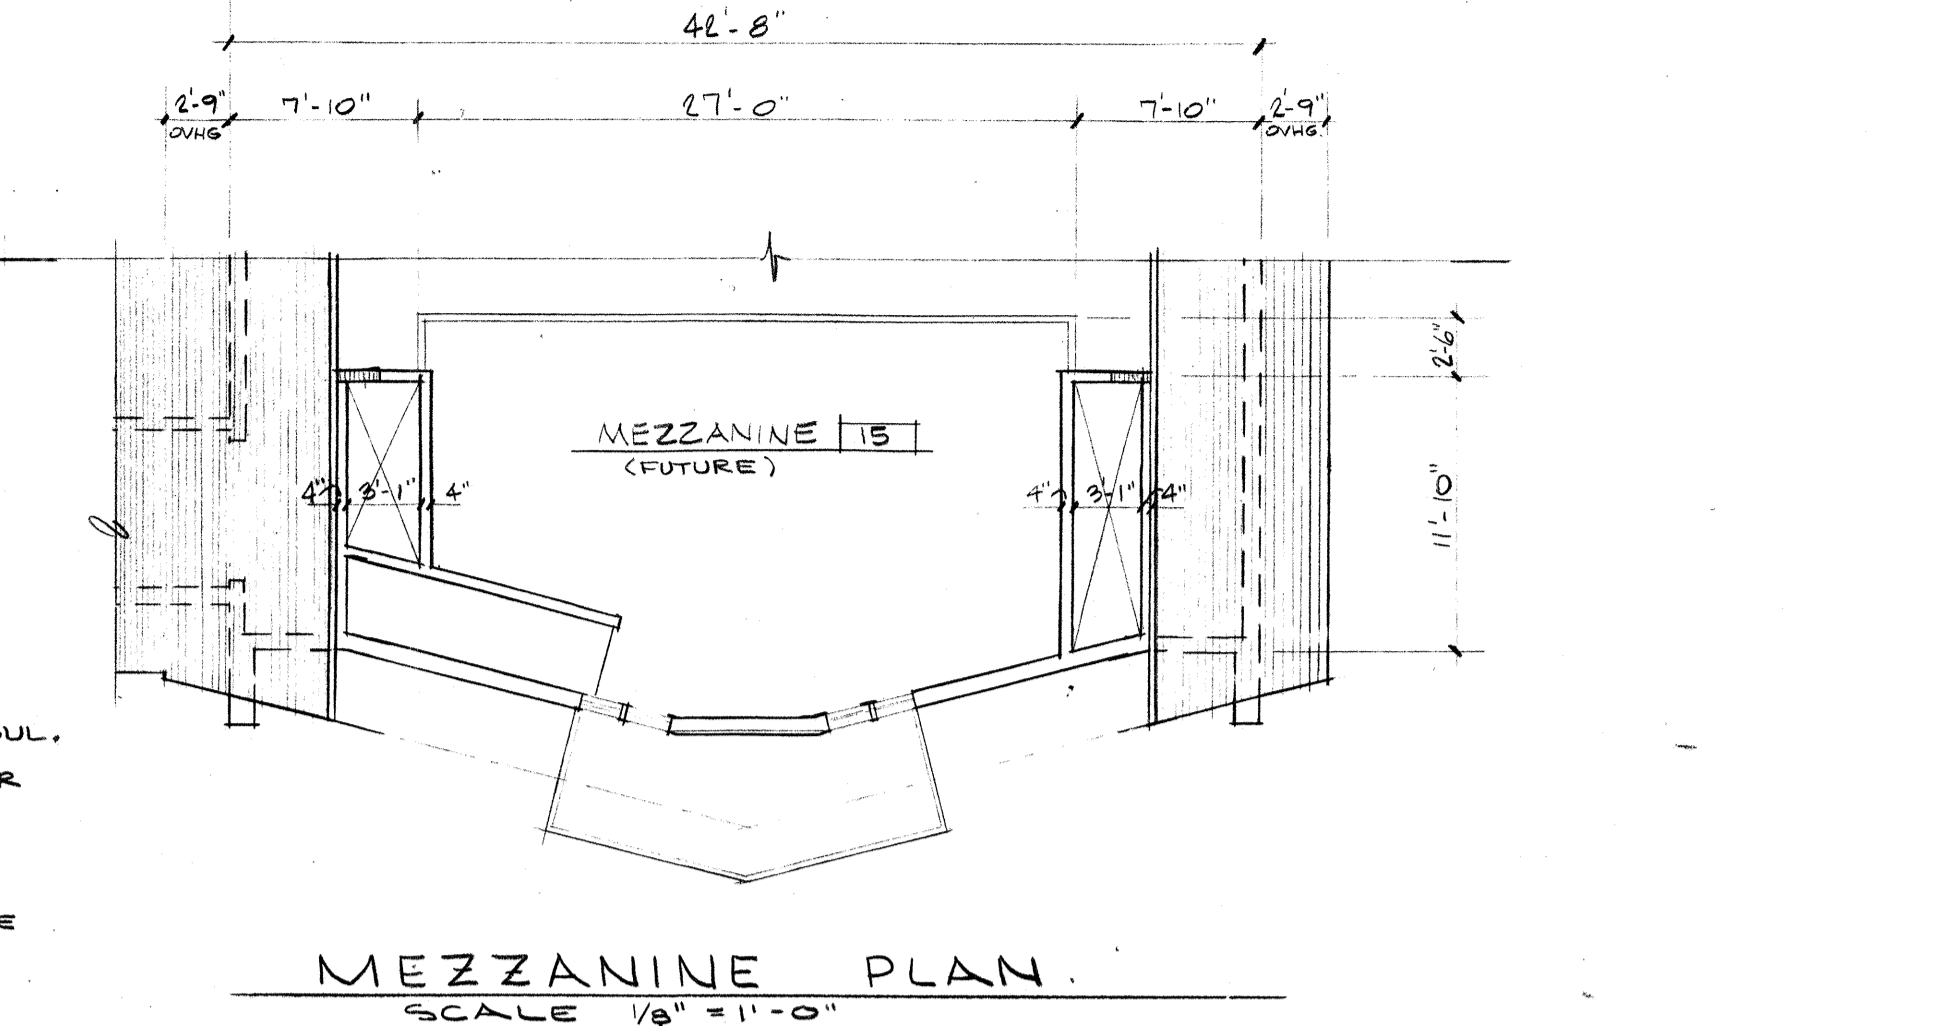 42'-8"
2'-9" 7'-10" 27'-0" 7'-10" 2'-9"
OVHG OVHG.
2'-6"
MEZZANINE 15
(FUTURE)
4" 3'-1" 4" 4" 3'-1" 4"
11'-10"
UL.
R
E
MEZZANINE PLAN.
SCALE 1/8" = 1'-0"